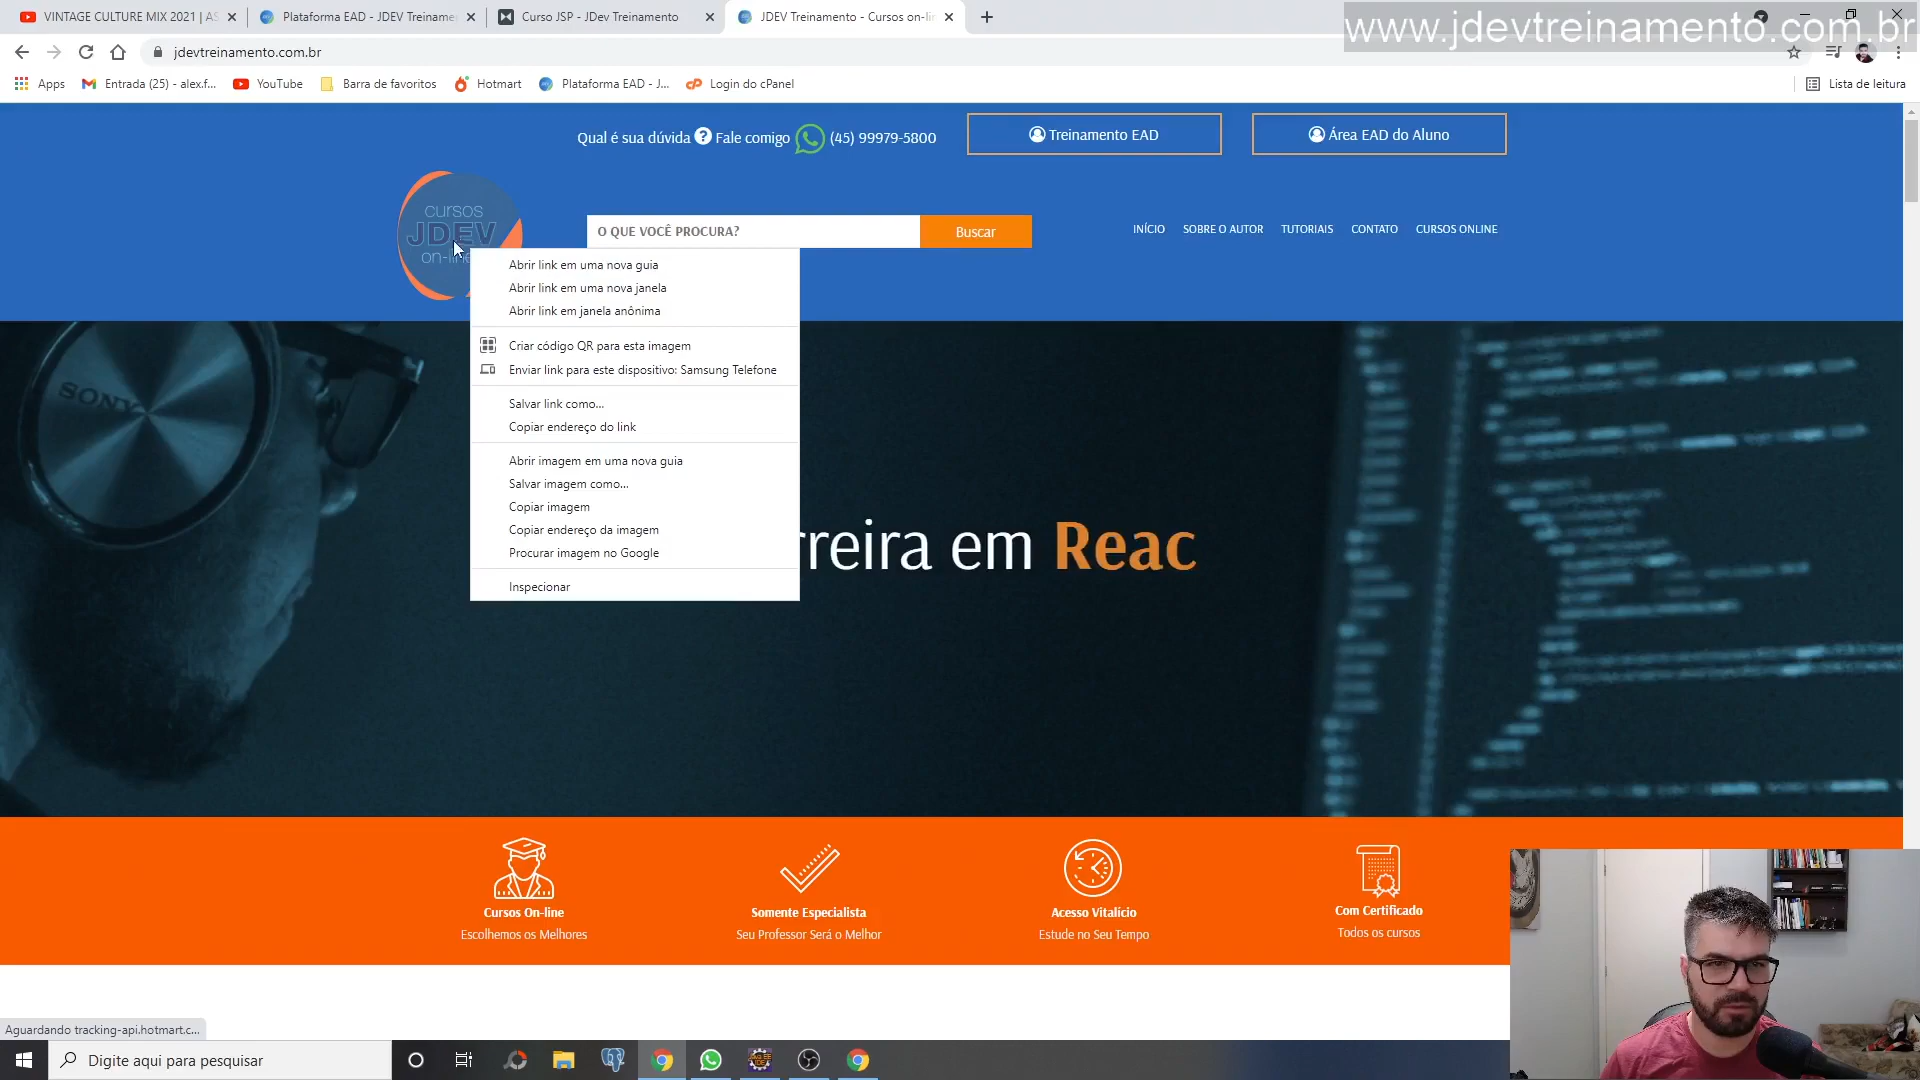 VINTAGE CULTURE MIX 2021 | AS
Plataforma EAD - JDEV Treiname
Curso JSP - JDev Treinamento
JDEV Treinamento - Cursos on-li
www.jdevtreinamento.com.br
jdevtreinamento.com.br
Apps
Entrada (25) - alex.f...
YouTube
Barra de favoritos
Hotmart
Plataforma EAD - J...
Login do cPanel
Lista de leitura
Qual é sua dúvida ? Fale comigo (45) 99979-5800
Treinamento EAD
Área EAD do Aluno
cursos
JDEV
on-line
O QUE VOCÊ PROCURA?
Buscar
INÍCIO
SOBRE O AUTOR
TUTORIAIS
CONTATO
CURSOS ONLINE
Abrir link em uma nova guia
Abrir link em uma nova janela
Abrir link em janela anônima
Criar código QR para esta imagem
Enviar link para este dispositivo: Samsung Telefone
Salvar link como...
Copiar endereço do link
Abrir imagem em uma nova guia
Salvar imagem como...
Copiar imagem
Copiar endereço da imagem
Procurar imagem no Google
Inspecionar
SONY
rreira em Reac
Cursos On-line
Escolhemos os Melhores
Somente Especialista
Seu Professor Será o Melhor
Acesso Vitalício
Estude no Seu Tempo
Com Certificado
Todos os cursos
Aguardando tracking-api.hotmart.c...
Digite aqui para pesquisar